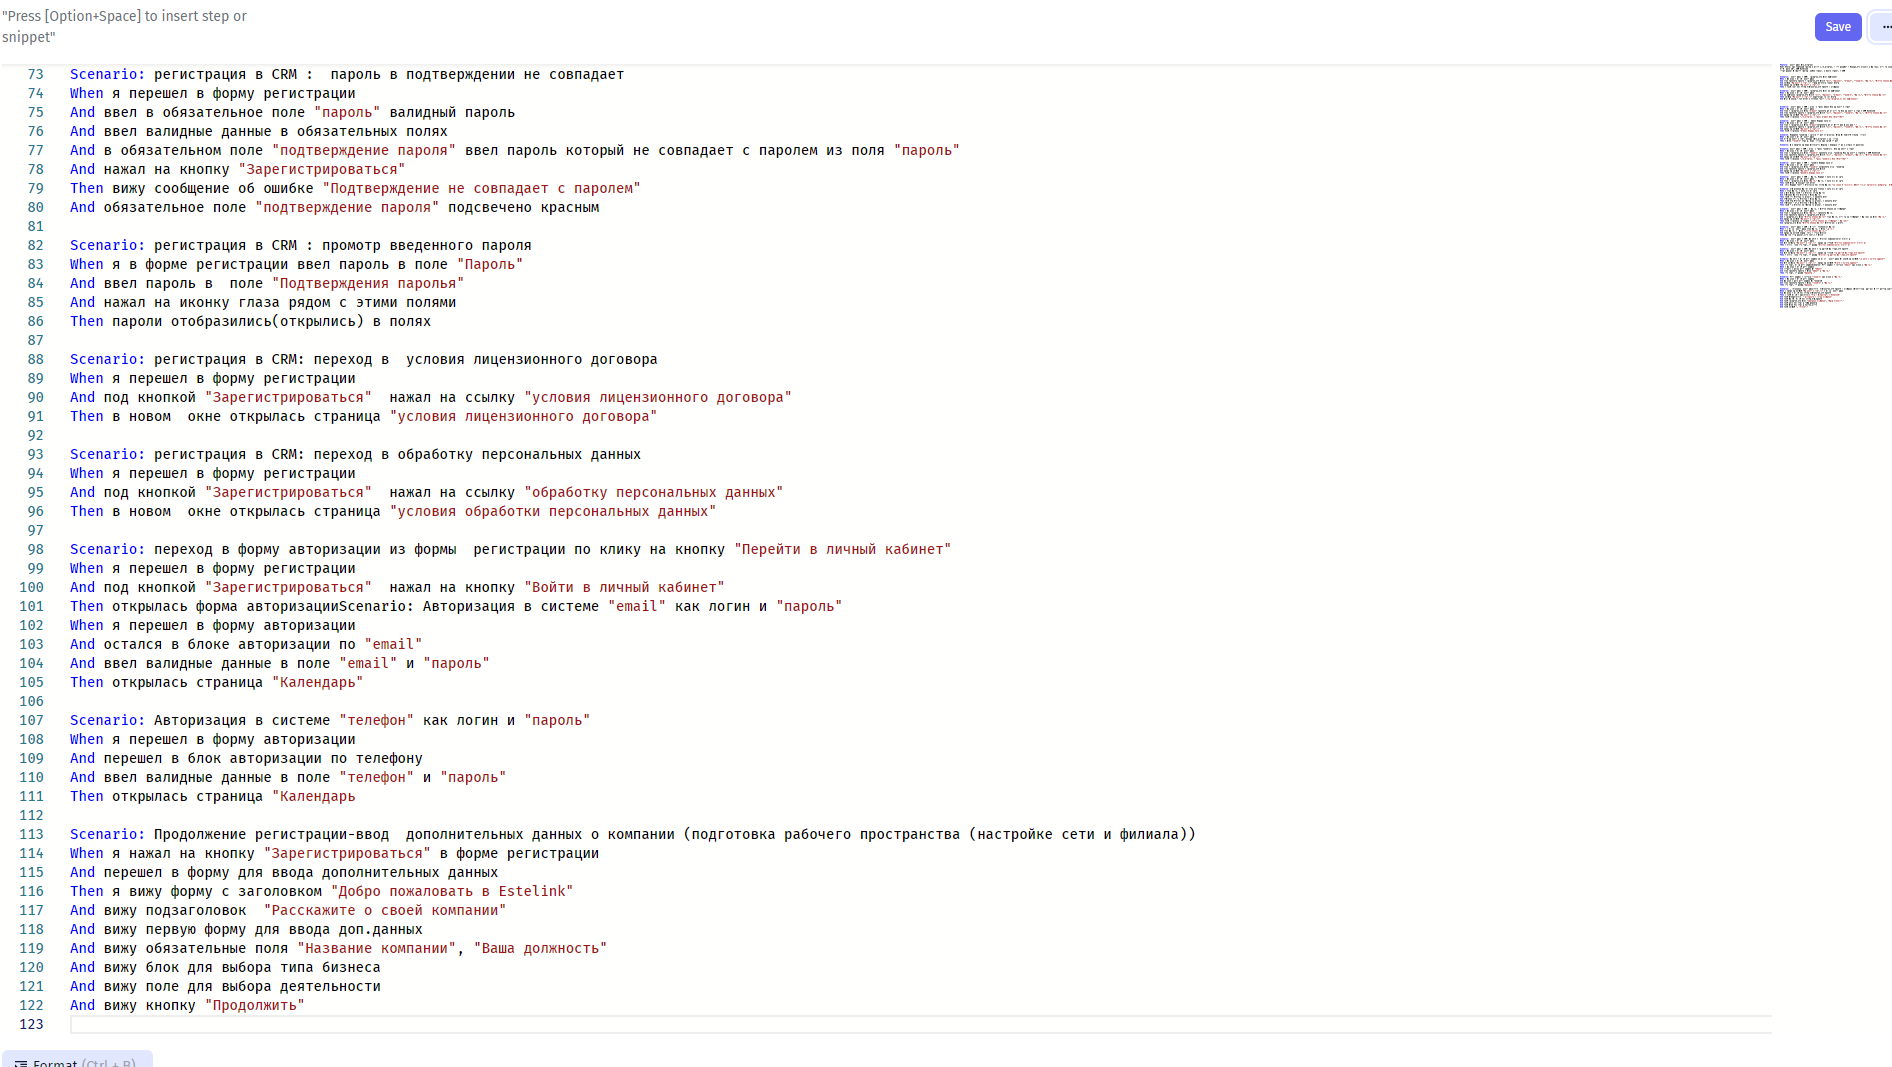 "Press [Option+Space] to insert step or
snippet"
Save
...
73 Scenario: регистрация в CRM :  пароль в подтверждении не совпадает
74 When я перешел в форму регистрации
75 And ввел в обязательное поле "пароль" валидный пароль
76 And ввел валидные данные в обязательных полях
77 And в обязательном поле "подтверждение пароля" ввел пароль который не совпадает с паролем из поля "пароль"
78 And нажал на кнопку "Зарегистрироваться"
79 Then вижу сообщение об ошибке "Подтверждение не совпадает с паролем"
80 And обязательное поле "подтверждение пароля" подсвечено красным
81
82 Scenario: регистрация в CRM : промотр введенного пароля
83 When я в форме регистрации ввел пароль в поле "Пароль"
84 And ввел пароль в  поле "Подтверждения паролья"
85 And нажал на иконку глаза рядом с этими полями
86 Then пароли отобразились(открылись) в полях
87
88 Scenario: регистрация в CRM: переход в  условия лицензионного договора
89 When я перешел в форму регистрации
90 And под кнопкой "Зарегистрироваться"  нажал на ссылку "условия лицензионного договора"
91 Then в новом  окне открылась страница "условия лицензионного договора"
92
93 Scenario: регистрация в CRM: переход в обработку персональных данных
94 When я перешел в форму регистрации
95 And под кнопкой "Зарегистрироваться"  нажал на ссылку "обработку персональных данных"
96 Then в новом  окне открылась страница "условия обработки персональных данных"
97
98 Scenario: переход в форму авторизации из формы  регистрации по клику на кнопку "Перейти в личный кабинет"
99 When я перешел в форму регистрации
100 And под кнопкой "Зарегистрироваться"  нажал на кнопку "Войти в личный кабинет"
101 Then открылась форма авторизацииScenario: Авторизация в системе "email" как логин и "пароль"
102 When я перешел в форму авторизации
103 And остался в блоке авторизации по "email"
104 And ввел валидные данные в поле "email" и "пароль"
105 Then открылась страница "Календарь"
106
107 Scenario: Авторизация в системе "телефон" как логин и "пароль"
108 When я перешел в форму авторизации
109 And перешел в блок авторизации по телефону
110 And ввел валидные данные в поле "телефон" и "пароль"
111 Then открылась страница "Календарь
112
113 Scenario: Продолжение регистрации-ввод  дополнительных данных о компании (подготовка рабочего пространства (настройке сети и филиала))
114 When я нажал на кнопку "Зарегистрироваться" в форме регистрации
115 And перешел в форму для ввода дополнительных данных
116 Then я вижу форму с заголовком "Добро пожаловать в Estelink"
117 And вижу подзаголовок  "Расскажите о своей компании"
118 And вижу первую форму для ввода доп.данных
119 And вижу обязательные поля "Название компании", "Ваша должность"
120 And вижу блок для выбора типа бизнеса
121 And вижу поле для выбора деятельности
122 And вижу кнопку "Продолжить"
123
Format (Ctrl + B)